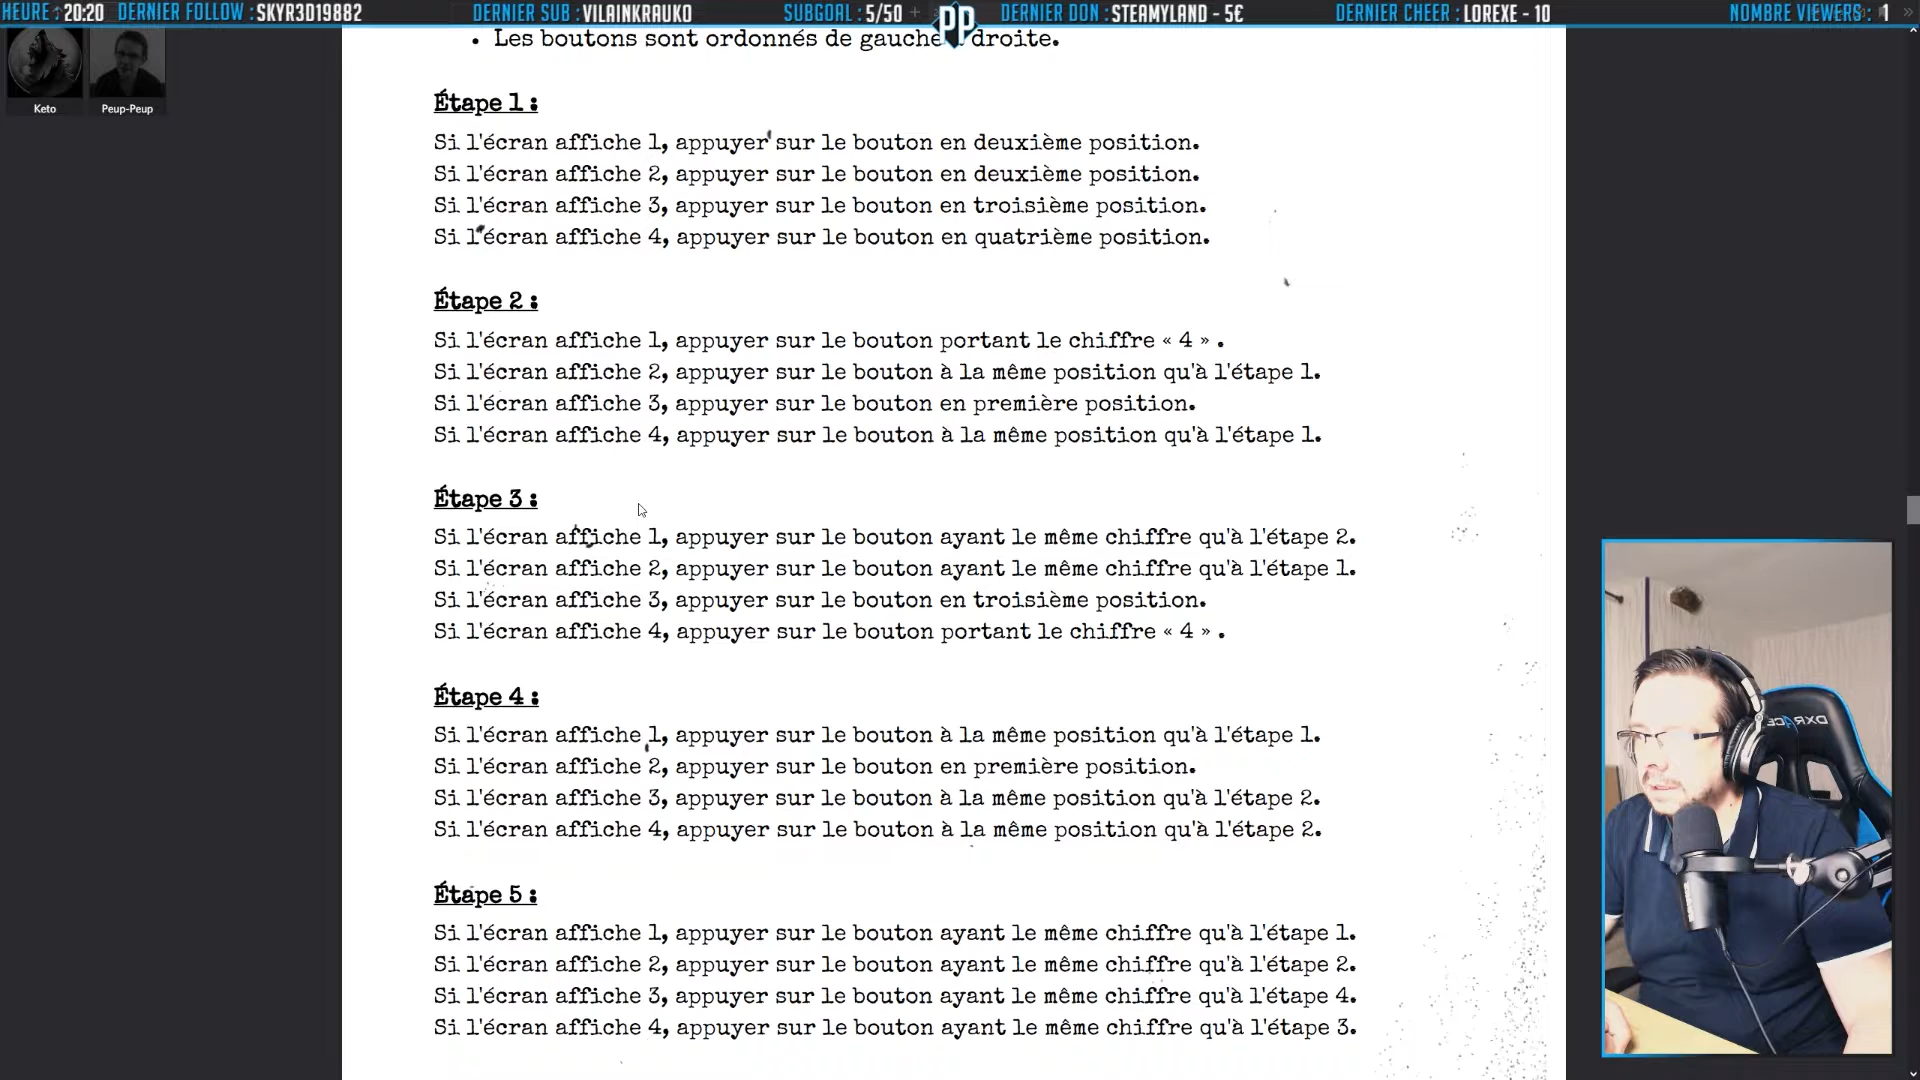 HEURE : 20:20 DERNIER FOLLOW : SKYR3D19882 DERNIER SUB : VILAINKRAUKO SUBGOAL : 5/50 PP DERNIER DON : STEAMYLAND - 5€ DERNIER CHEER : LOREXE - 10 NOMBRE VIEWERS : 1
Keto Peup-Peup
• Les boutons sont ordonnés de gauche droite.
Étape 1 :
Si l'écran affiche 1, appuyer sur le bouton en deuxième position.
Si l'écran affiche 2, appuyer sur le bouton en deuxième position.
Si l'écran affiche 3, appuyer sur le bouton en troisième position.
Si l'écran affiche 4, appuyer sur le bouton en quatrième position.
Étape 2 :
Si l'écran affiche 1, appuyer sur le bouton portant le chiffre « 4 » .
Si l'écran affiche 2, appuyer sur le bouton à la même position qu'à l'étape 1.
Si l'écran affiche 3, appuyer sur le bouton en première position.
Si l'écran affiche 4, appuyer sur le bouton à la même position qu'à l'étape 1.
Étape 3 :
Si l'écran affiche 1, appuyer sur le bouton ayant le même chiffre qu'à l'étape 2.
Si l'écran affiche 2, appuyer sur le bouton ayant le même chiffre qu'à l'étape 1.
Si l'écran affiche 3, appuyer sur le bouton en troisième position.
Si l'écran affiche 4, appuyer sur le bouton portant le chiffre « 4 » .
Étape 4 :
Si l'écran affiche 1, appuyer sur le bouton à la même position qu'à l'étape 1.
Si l'écran affiche 2, appuyer sur le bouton en première position.
Si l'écran affiche 3, appuyer sur le bouton à la même position qu'à l'étape 2.
Si l'écran affiche 4, appuyer sur le bouton à la même position qu'à l'étape 2.
Étape 5 :
Si l'écran affiche 1, appuyer sur le bouton ayant le même chiffre qu'à l'étape 1.
Si l'écran affiche 2, appuyer sur le bouton ayant le même chiffre qu'à l'étape 2.
Si l'écran affiche 3, appuyer sur le bouton ayant le même chiffre qu'à l'étape 4.
Si l'écran affiche 4, appuyer sur le bouton ayant le même chiffre qu'à l'étape 3.